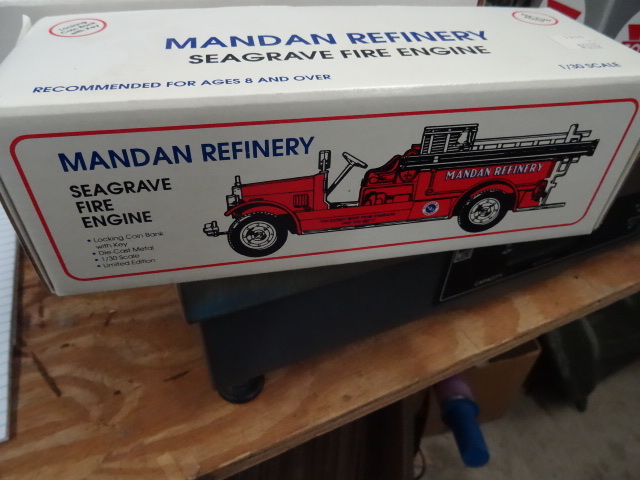 MANDAN REFINERY
SEAGRAVE FIRE ENGINE
RECOMMENDED FOR AGES 8 AND OVER
1/30 SCALE
MANDAN REFINERY
SEAGRAVE
FIRE
ENGINE
• Locking Coin Bank
with Key
• Die-Cast Metal
• 1/30 Scale
• Limited Edition
MANDAN REFINERY